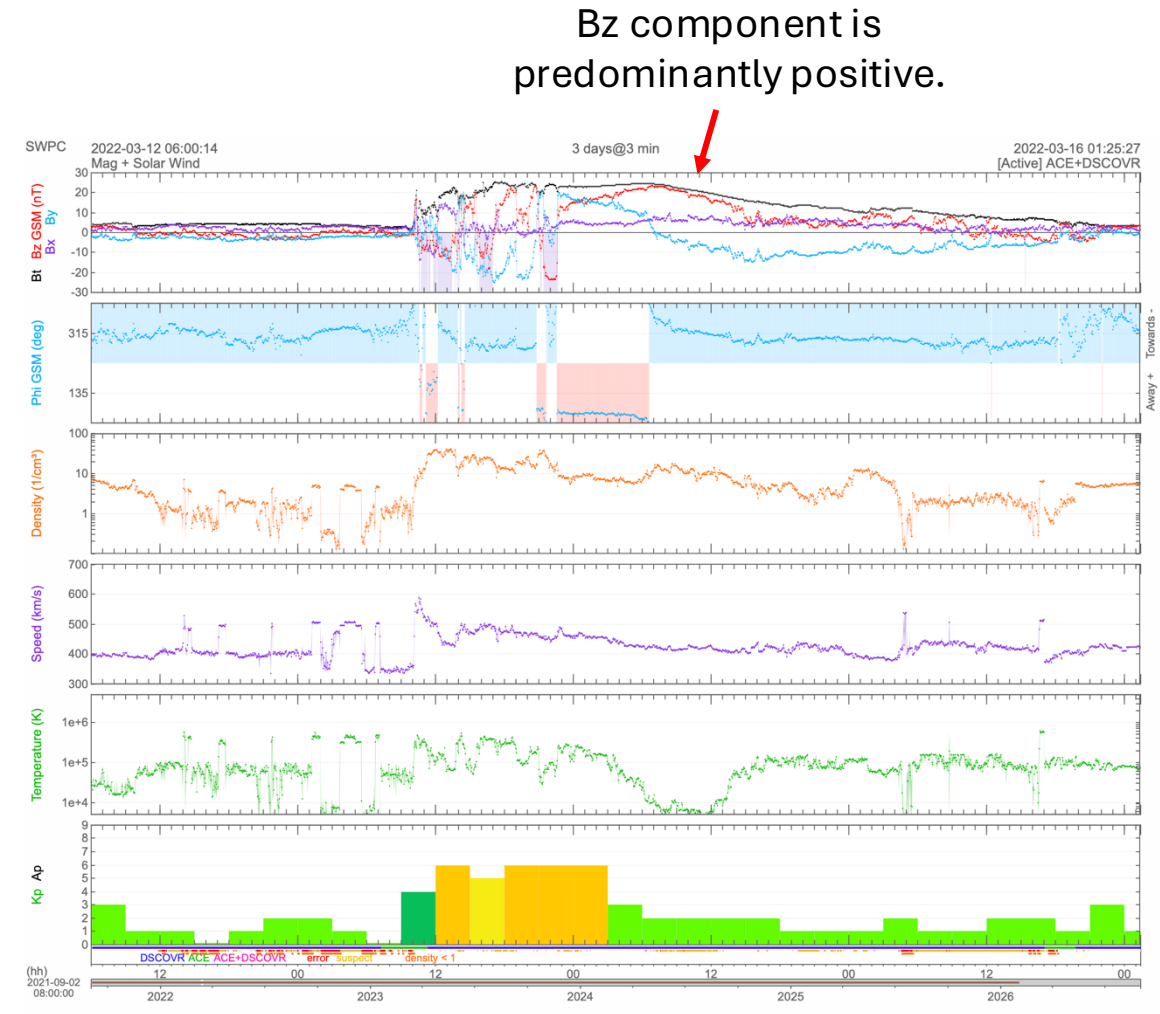 Bz component is
predominantly positive.
SWPC
2022-03-12 06:00:14
3 days@3 min
2022-03-16 01:25:27
Mag + Solar Wind
[Active] ACE+DSCOVR
Bt Bz GSM (nT)
Bx By
30
20
10
0
-10
-20
-30
Phi GSM (deg)
315
135
Towards -
Away +
Density (1/cm³)
100
10
1
Speed (km/s)
700
600
500
400
300
Temperature (K)
1e+6
1e+5
1e+4
Kp Ap
9
8
7
6
5
4
3
2
1
0
DSCOVR ACE ACE+DSCOVR error suspect density < 1
(hh)
12 00 12 00 12 00 12 00
2021-09-02
08:00:00
2022 2023 2024 2025 2026